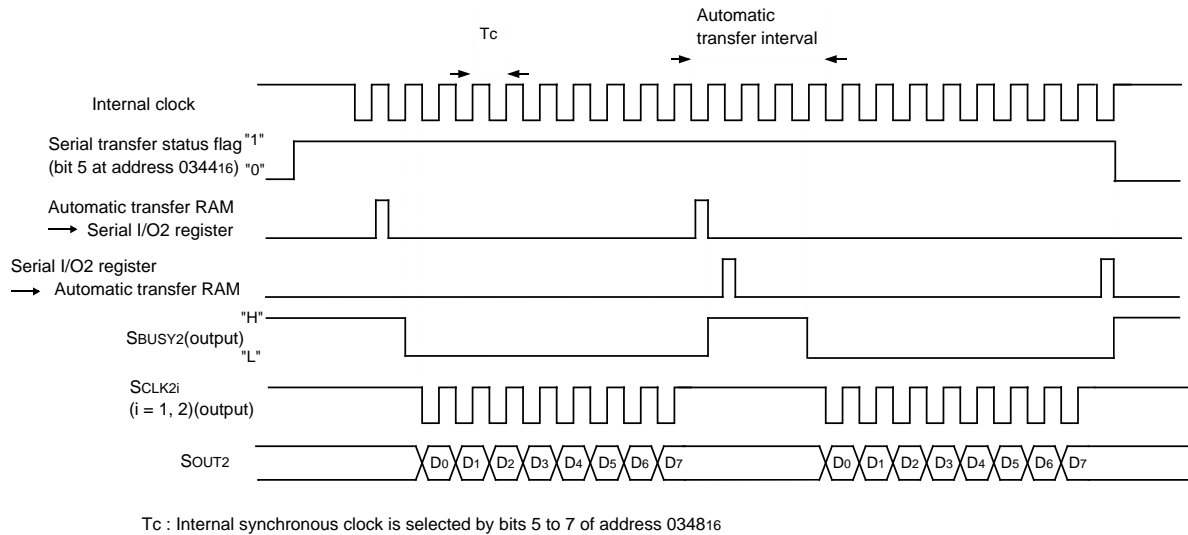 Automatic
transfer interval
Tc
Internal clock
Serial transfer status flag "1"
(bit 5 at address 034416) "0"
Automatic transfer RAM
→ Serial I/O2 register
Serial I/O2 register
→ Automatic transfer RAM
"H"
SBUSY2(output)
"L"
SCLK2i
(i = 1, 2)(output)
SOUT2 D0 D1 D2 D3 D4 D5 D6 D7 D0 D1 D2 D3 D4 D5 D6 D7
Tc : Internal synchronous clock is selected by bits 5 to 7 of address 034816